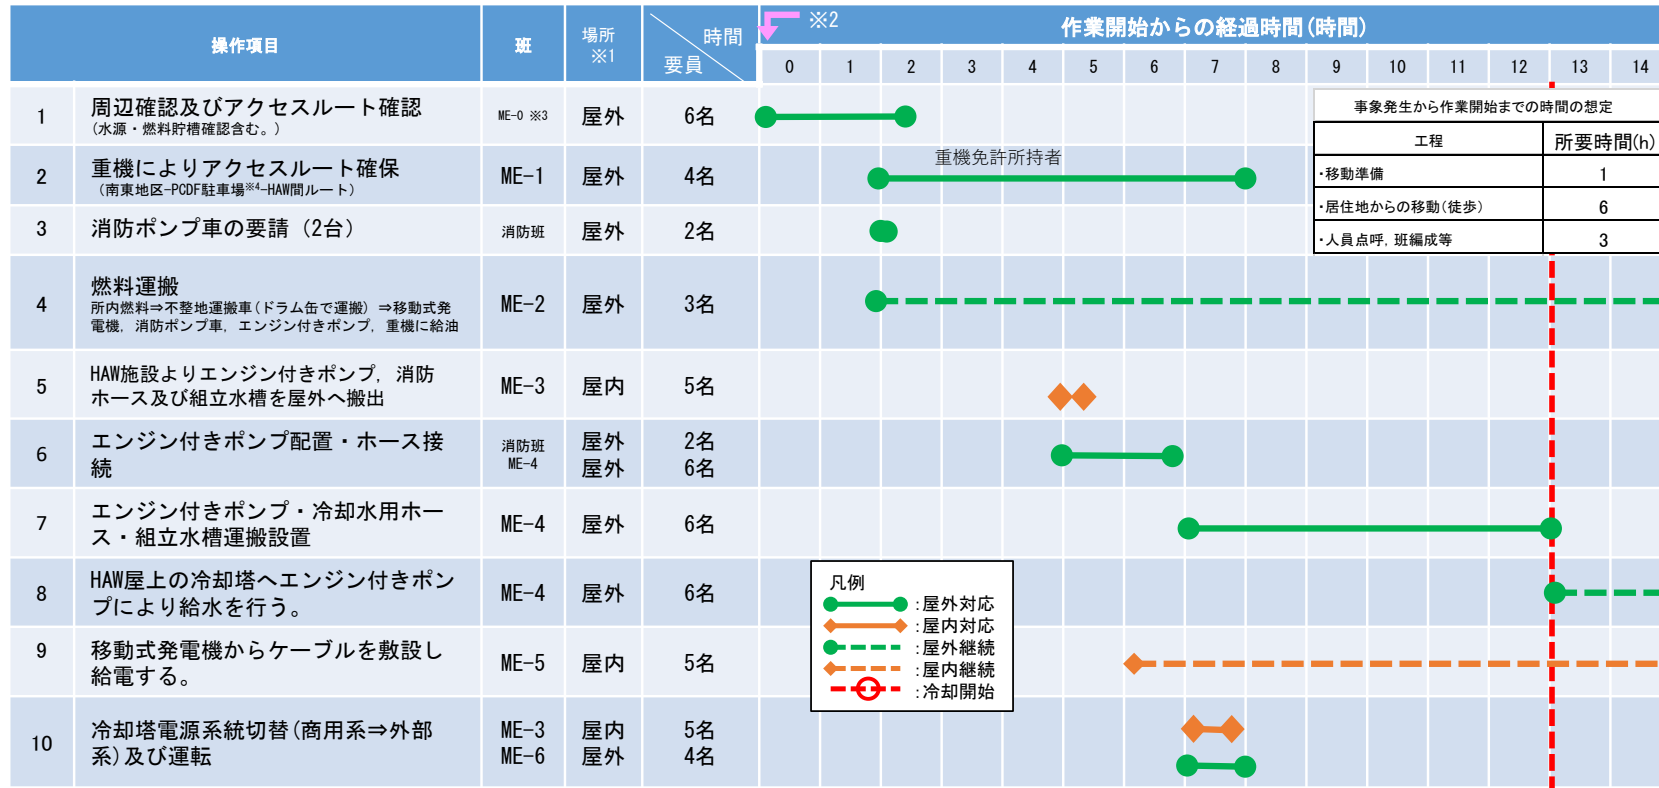 操作項目
班
場所
※1
時間
要員
※2
作業開始からの経過時間(時間)
0 1 2 3 4 5 6 7 8 9 10 11 12 13 14
1
周辺確認及びアクセスルート確認
(水源・燃料貯槽確認含む。)
ME-0 ※3
屋外
6名
2
重機によりアクセスルート確保
(南東地区-PCDF駐車場※4-HAW間ルート)
ME-1
屋外
4名
重機免許所持者
3
消防ポンプ車の要請（2台）
消防班
屋外
2名
4
燃料運搬
所内燃料⇒不整地運搬車(ドラム缶で運搬) ⇒移動式発
電機，消防ポンプ車，エンジン付きポンプ，重機に給油
ME-2
屋外
3名
5
HAW施設よりエンジン付きポンプ，消防
ホース及び組立水槽を屋外へ搬出
ME-3
屋内
5名
6
エンジン付きポンプ配置・ホース接
続
消防班
ME-4
屋外
屋外
2名
6名
7
エンジン付きポンプ・冷却水用ホー
ス・組立水槽運搬設置
ME-4
屋外
6名
8
HAW屋上の冷却塔へエンジン付きポン
プにより給水を行う。
ME-4
屋外
6名
9
移動式発電機からケーブルを敷設し
給電する。
ME-5
屋内
5名
10
冷却塔電源系統切替(商用系⇒外部
系)及び運転
ME-3
ME-6
屋内
屋外
5名
4名
事象発生から作業開始までの時間の想定
工程
所要時間(h)
・移動準備
1
・居住地からの移動(徒歩)
6
・人員点呼，班編成等
3
凡例
:屋外対応
:屋内対応
:屋外継続
:屋内継続
:冷却開始